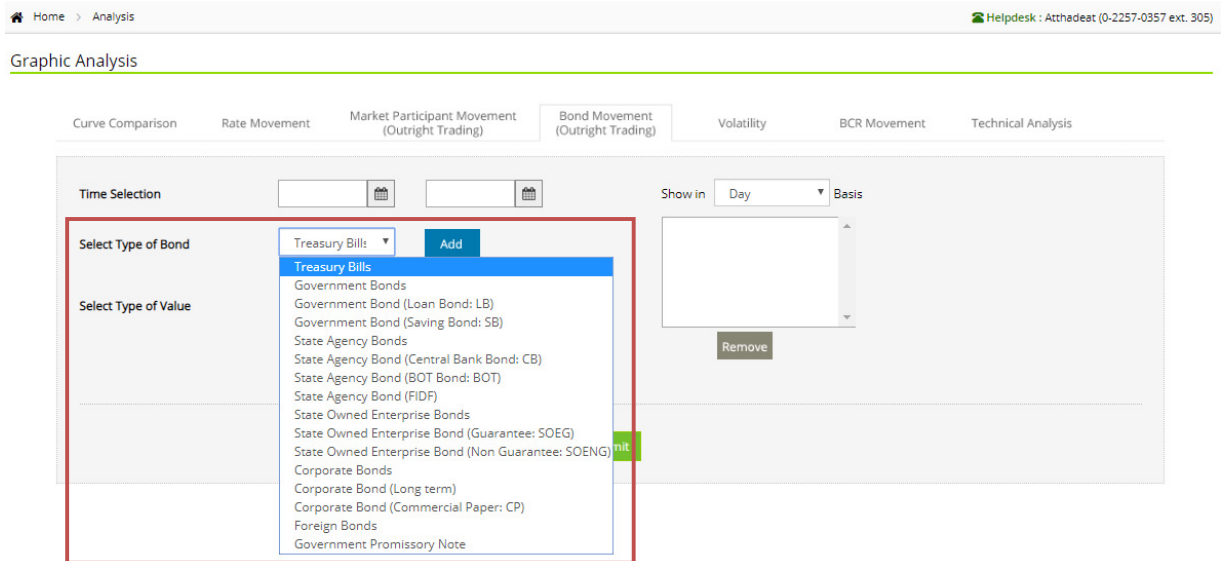 Home > Analysis
Helpdesk : Atthadeat (0-2257-0357 ext. 305)
Graphic Analysis
Curve Comparison
Rate Movement
Market Participant Movement
(Outright Trading)
Bond Movement
(Outright Trading)
Volatility
BCR Movement
Technical Analysis
Time Selection
Show in Day Basis
Select Type of Bond
Treasury Bills
Add
Treasury Bills
Government Bonds
Government Bond (Loan Bond: LB)
Government Bond (Saving Bond: SB)
State Agency Bonds
State Agency Bond (Central Bank Bond: CB)
State Agency Bond (BOT Bond: BOT)
State Agency Bond (FIDF)
State Owned Enterprise Bonds
State Owned Enterprise Bond (Guarantee: SOEG)
State Owned Enterprise Bond (Non Guarantee: SOENG)
Corporate Bonds
Corporate Bond (Long term)
Corporate Bond (Commercial Paper: CP)
Foreign Bonds
Government Promissory Note
Select Type of Value
Remove